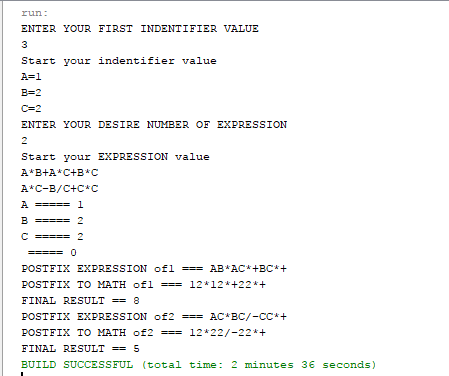 run:
ENTER YOUR FIRST INDENTIFIER VALUE
3
Start your indentifier value
A=1
B=2
C=2
ENTER YOUR DESIRE NUMBER OF EXPRESSION
2
Start your EXPRESSION value
A*B+A*C+B*C
A*C-B/C+C*C
A ===== 1
B ===== 2
C ===== 2
===== 0
POSTFIX EXPRESSION of1 === AB*AC*+BC*+
POSTFIX TO MATH of1 === 12*12*+22*+
FINAL RESULT == 8
POSTFIX EXPRESSION of2 === AC*BC/-CC*+
POSTFIX TO MATH of2 === 12*22/-22*+
FINAL RESULT == 5
BUILD SUCCESSFUL (total time: 2 minutes 36 seconds)